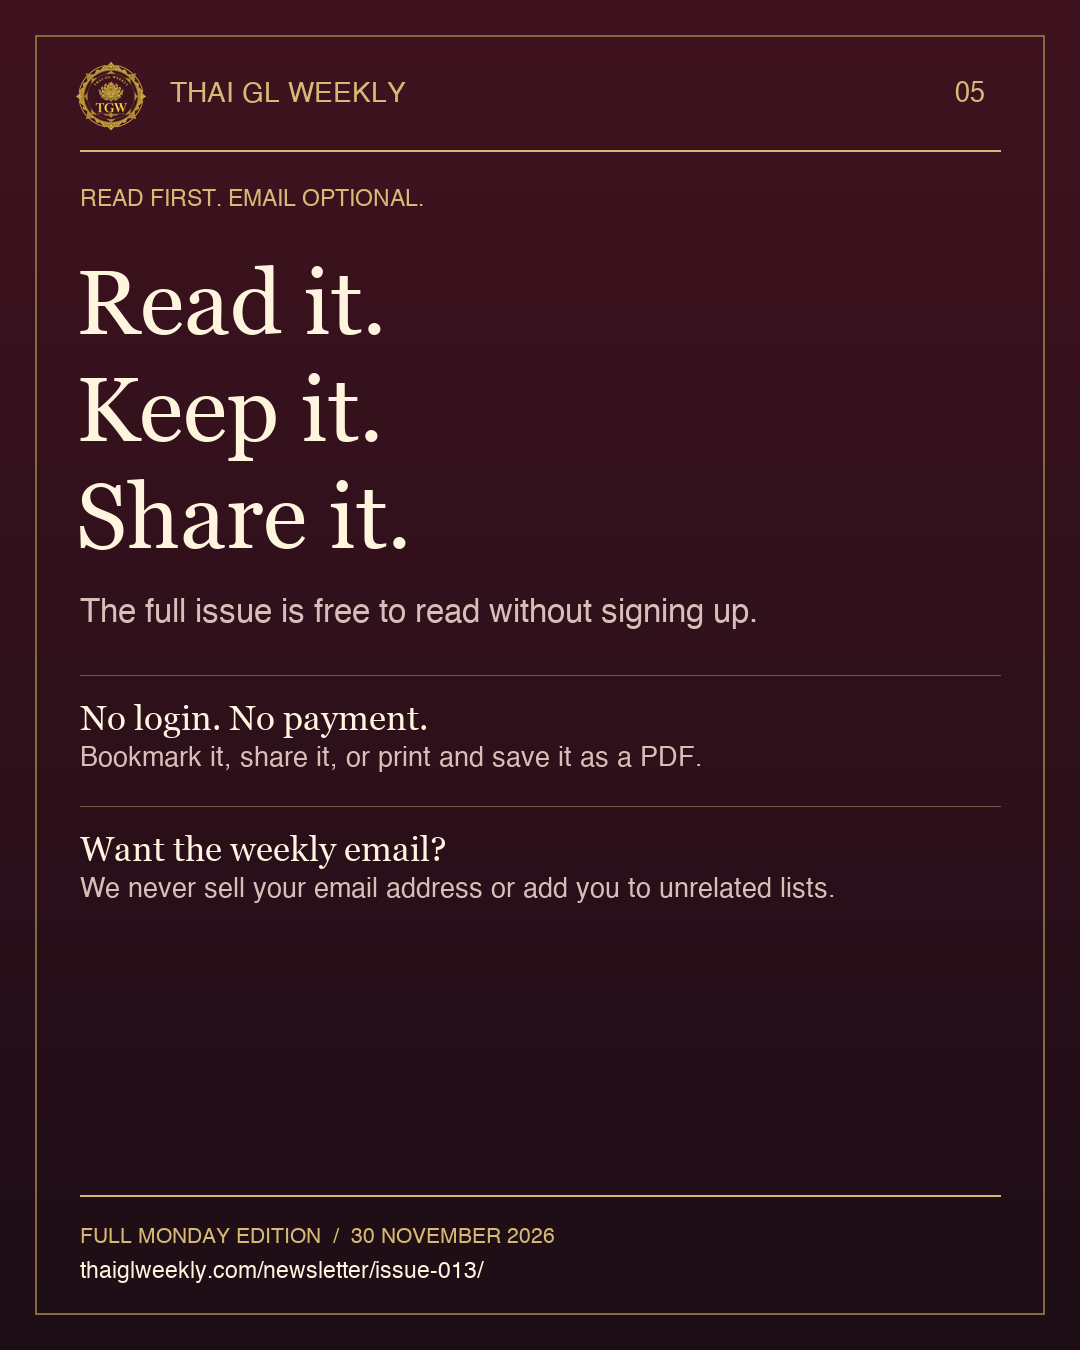 TGW
THAI GL WEEKLY
05
READ FIRST. EMAIL OPTIONAL.
Read it.
Keep it.
Share it.
The full issue is free to read without signing up.
No login. No payment.
Bookmark it, share it, or print and save it as a PDF.
Want the weekly email?
We never sell your email address or add you to unrelated lists.
FULL MONDAY EDITION / 30 NOVEMBER 2026
thaiglweekly.com/newsletter/issue-013/